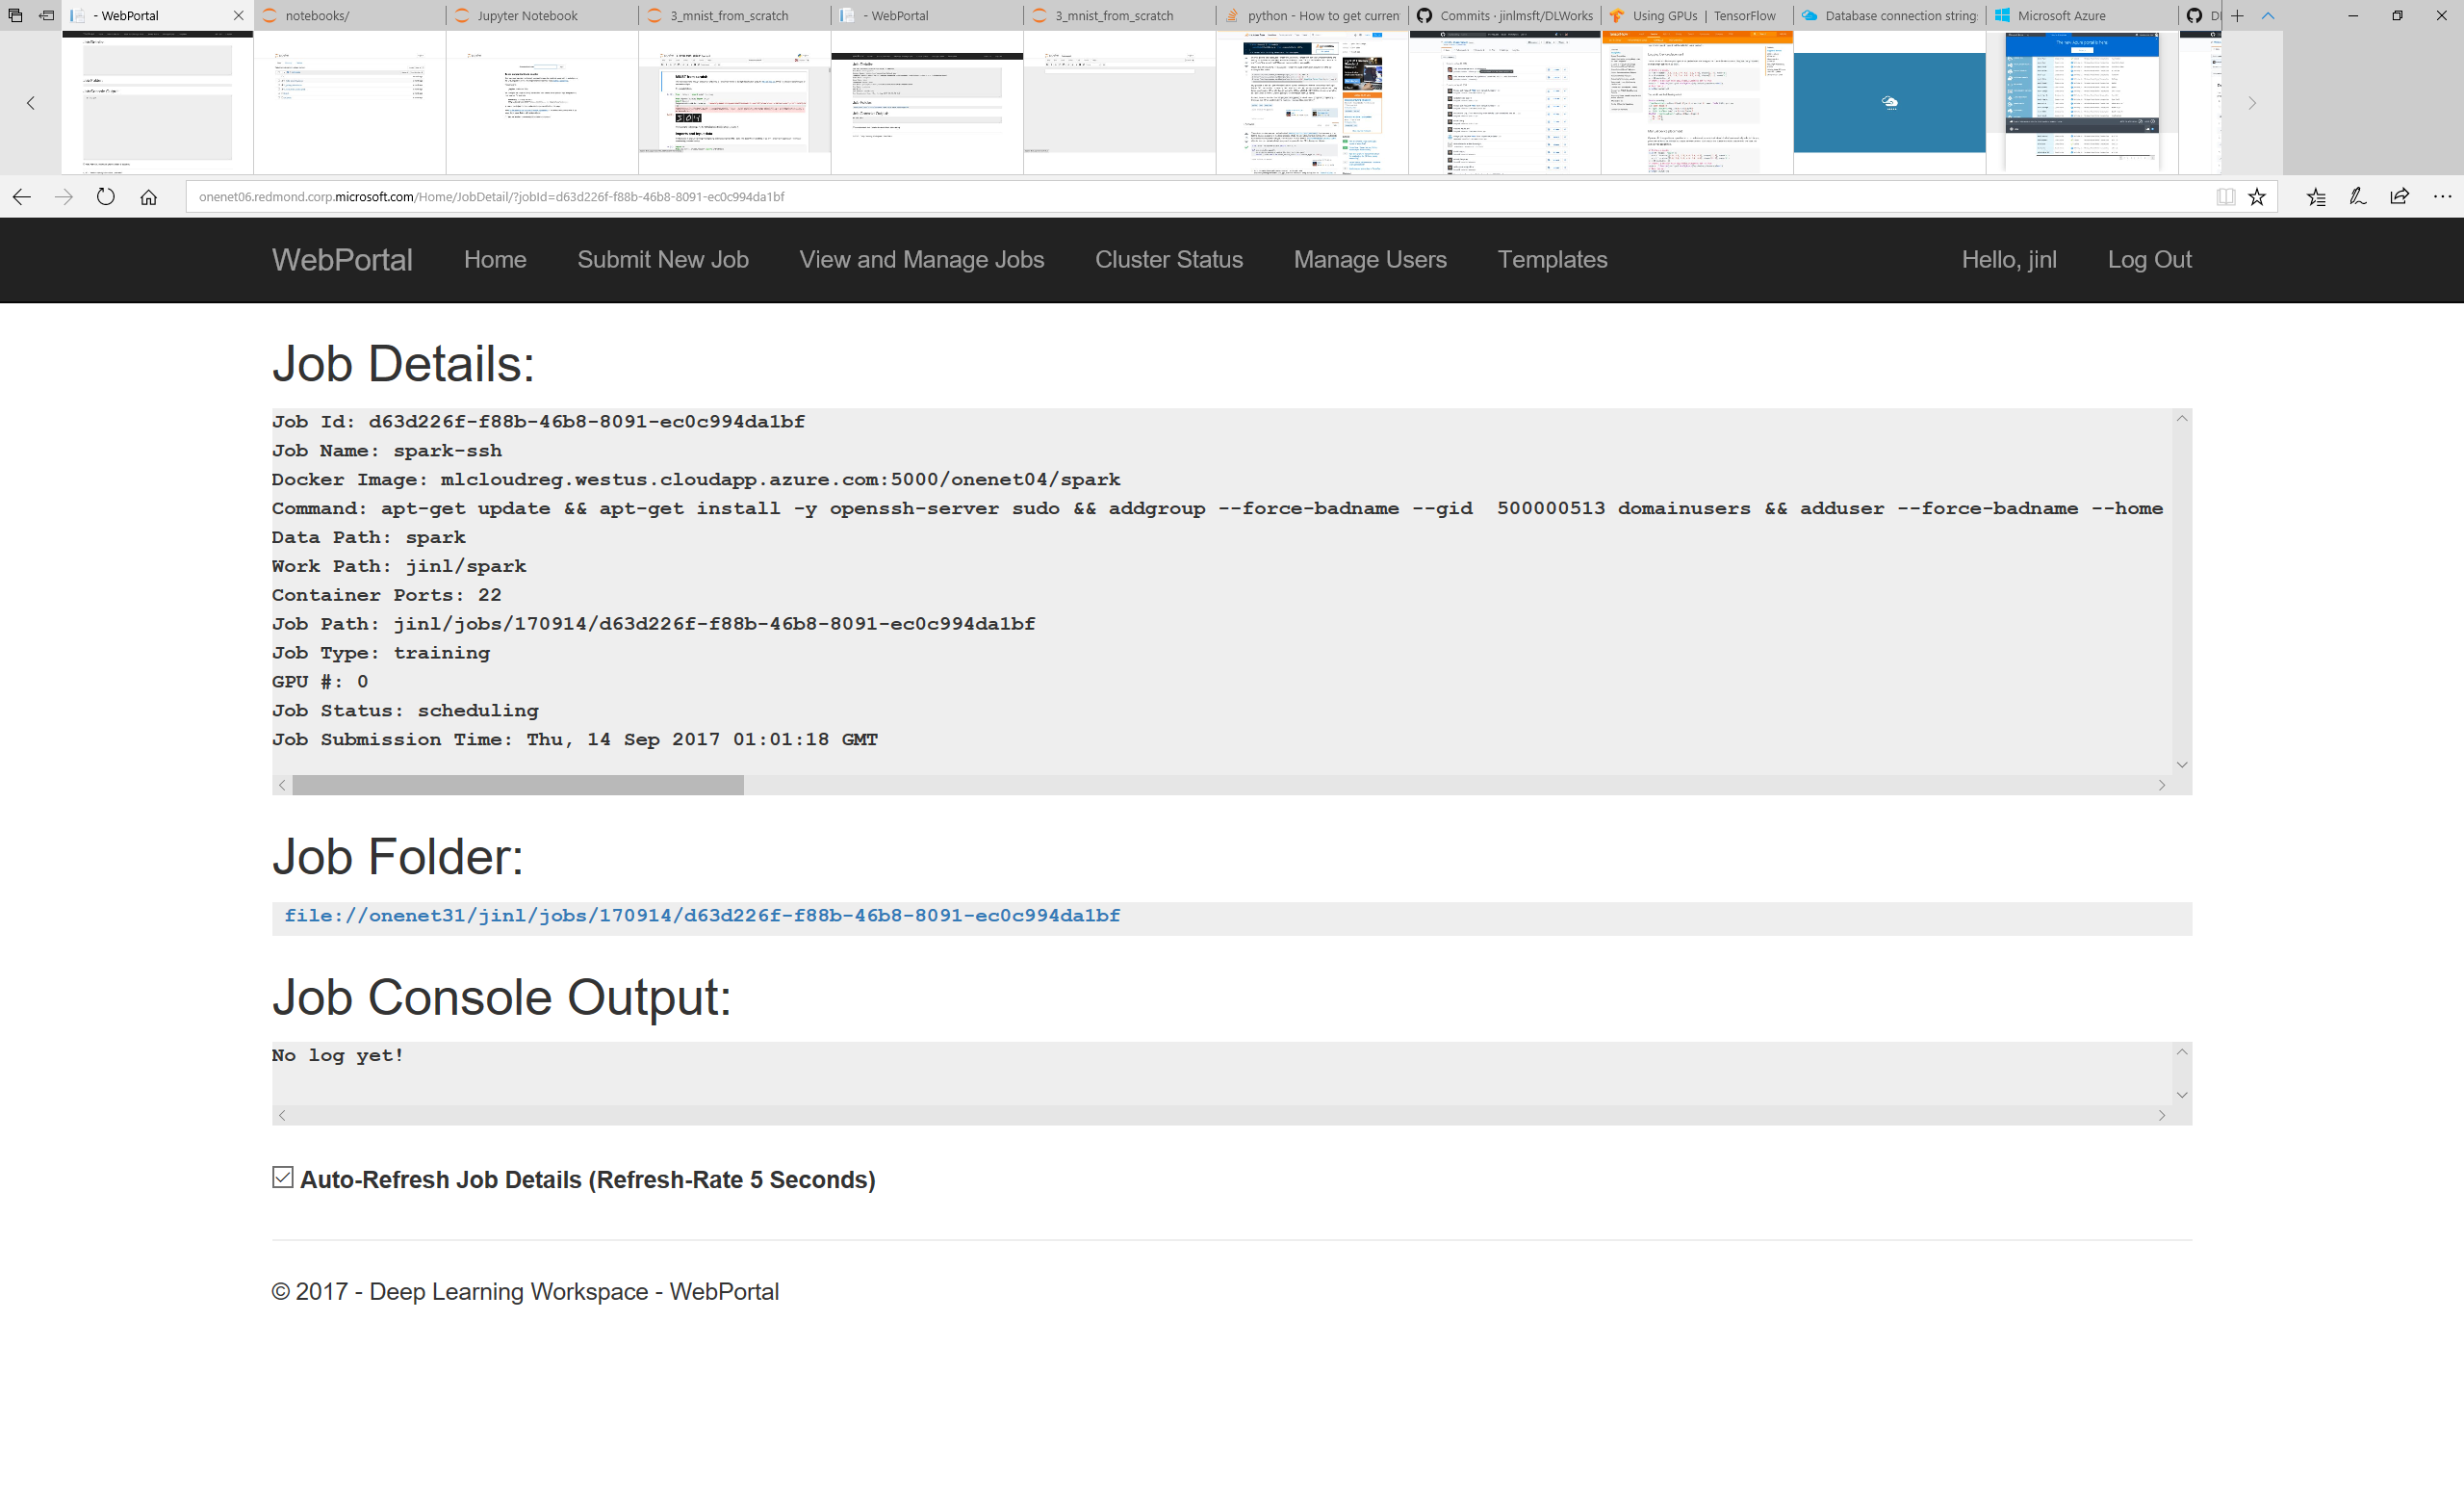 - WebPortal
notebooks/
Jupyter Notebook
3_mnist_from_scratch
- WebPortal
3_mnist_from_scratch
python - How to get curren
Commits · jinlmsft/DLWorks
Using GPUs | TensorFlow
Database connection string
Microsoft Azure
onenet06.redmond.corp.microsoft.com/Home/JobDetail/?jobId=d63d226f-f88b-46b8-8091-ec0c994da1bf
WebPortal Home Submit New Job View and Manage Jobs Cluster Status Manage Users Templates Hello, jinl Log Out
Job Details:
Job Id: d63d226f-f88b-46b8-8091-ec0c994da1bf
Job Name: spark-ssh
Docker Image: mlcloudreg.westus.cloudapp.azure.com:5000/onenet04/spark
Command: apt-get update && apt-get install -y openssh-server sudo && addgroup --force-badname --gid  500000513 domainusers && adduser --force-badname --home
Data Path: spark
Work Path: jinl/spark
Container Ports: 22
Job Path: jinl/jobs/170914/d63d226f-f88b-46b8-8091-ec0c994da1bf
Job Type: training
GPU #: 0
Job Status: scheduling
Job Submission Time: Thu, 14 Sep 2017 01:01:18 GMT
Job Folder:
file://onenet31/jinl/jobs/170914/d63d226f-f88b-46b8-8091-ec0c994da1bf
Job Console Output:
No log yet!
Auto-Refresh Job Details (Refresh-Rate 5 Seconds)
© 2017 - Deep Learning Workspace - WebPortal